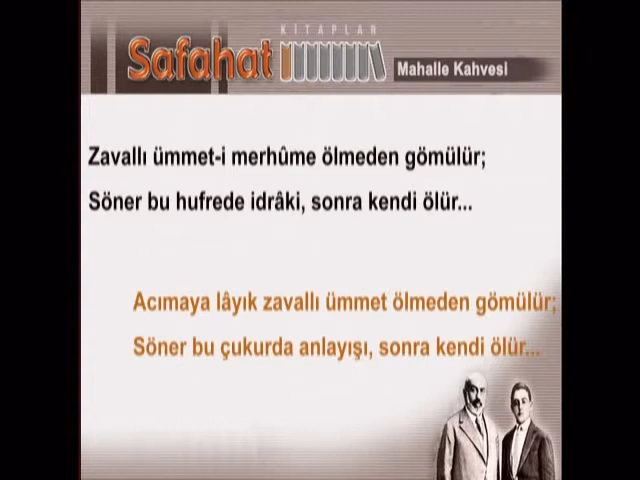 KİTAPLAR
Safahat
Mahalle Kahvesi
Zavallı ümmet-i merhûme ölmeden gömülür;
Söner bu hufrede idrâki, sonra kendi ölür...
Acımaya lâyık zavallı ümmet ölmeden gömülür;
Söner bu çukurda anlayışı, sonra kendi ölür...